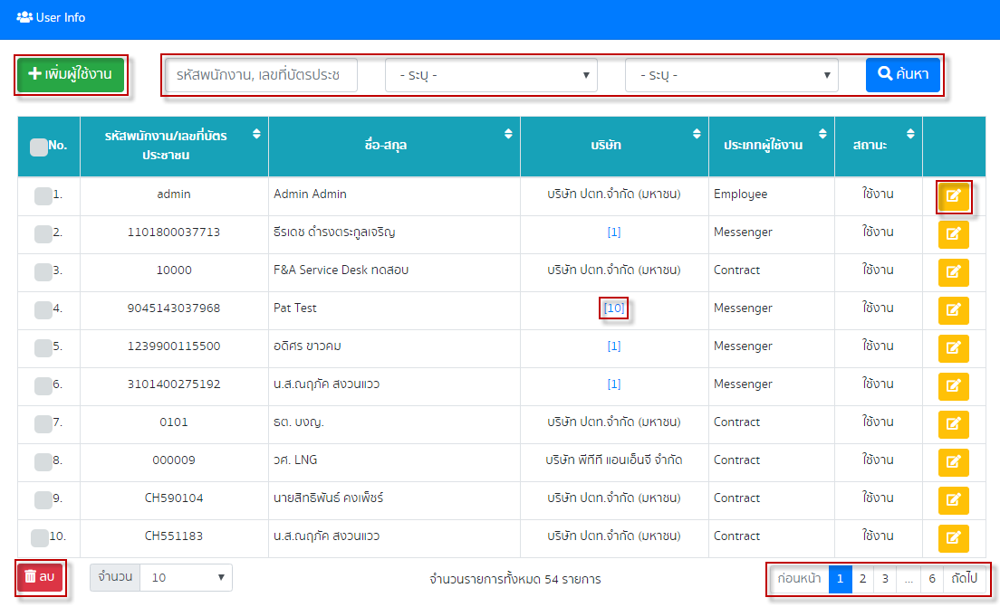 User Info
เพิ่มผู้ใช้งาน รหัสพนักงาน, เลขที่บัตรประช - ระบุ - - ระบุ - ค้นหา
No. รหัสพนักงาน/เลขที่บัตร ชื่อ-สกุล บริษัท ประเภทผู้ใช้งาน สถานะ
ประชาชน
1. admin Admin Admin บริษัท ปตท.จำกัด (มหาชน) Employee ใช้งาน
2. 1101800037713 ธีรเดช ดำรงตระกูลเจริญ [1] Messenger ใช้งาน
3. 10000 F&A Service Desk ทดสอบ บริษัท ปตท.จำกัด (มหาชน) Contract ใช้งาน
4. 9045143037968 Pat Test [10] Messenger ใช้งาน
5. 1239900115500 อดิศร ขาวคม [1] Messenger ใช้งาน
6. 3101400275192 น.ส.ณฤภัค สงวนแวว [1] Messenger ใช้งาน
7. 0101 ธต. บงญ. บริษัท ปตท.จำกัด (มหาชน) Contract ใช้งาน
8. 000009 วศ. LNG บริษัท พีทีที แอนเอ็นจี จำกัด Contract ใช้งาน
9. CH590104 นายสิทธิพันธ์ คงเพ็ชร์ บริษัท ปตท.จำกัด (มหาชน) Contract ใช้งาน
10. CH551183 น.ส.ณฤภัค สงวนแวว บริษัท ปตท.จำกัด (มหาชน) Contract ใช้งาน
ลบ จำนวน 10 จำนวนรายการทั้งหมด 54 รายการ ก่อนหน้า 1 2 3 ... 6 ถัดไป